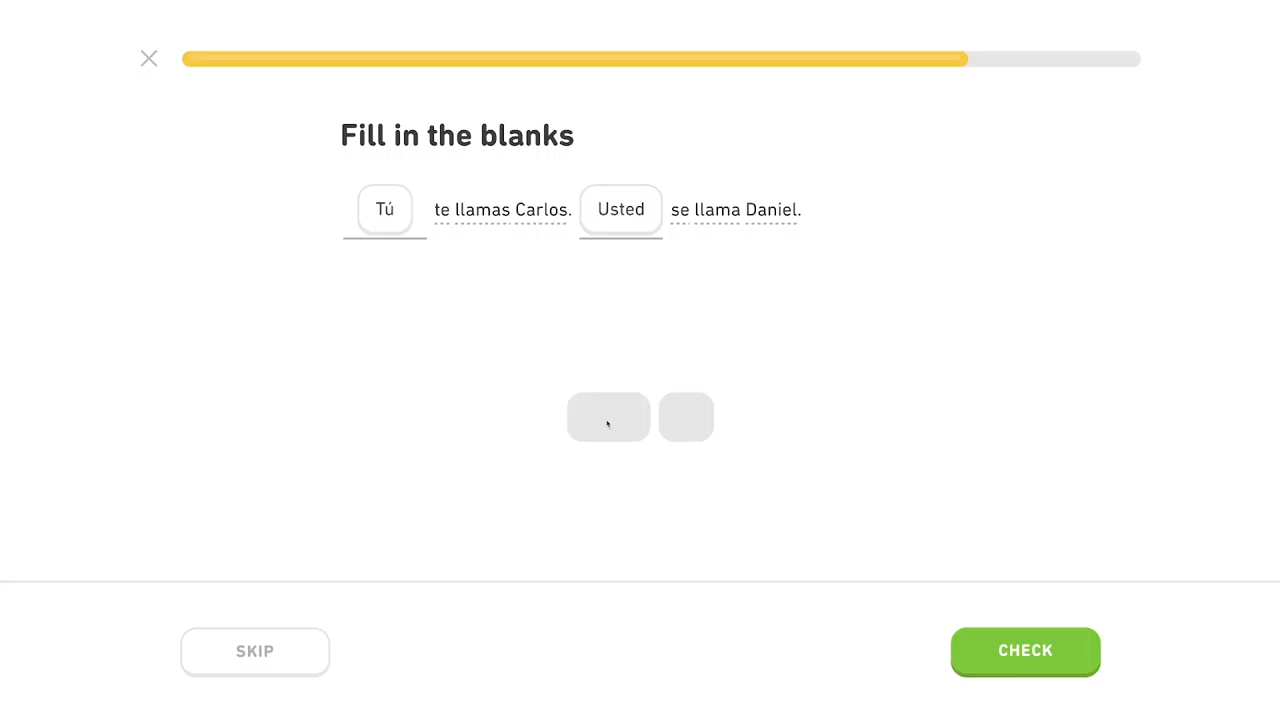 Fill in the blanks
Tú te llamas Carlos. Usted se llama Daniel.
SKIP
CHECK